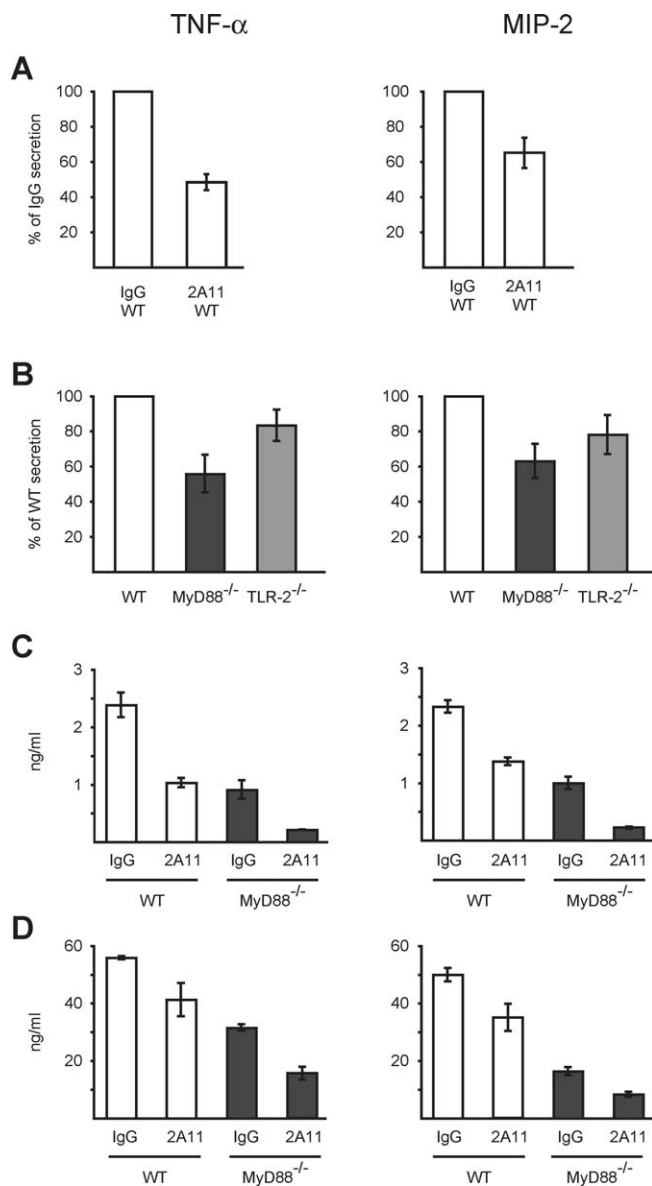 TNF-α MIP-2
A
100 100
80 80
60 60
40 40
20 20
% of IgG secretion
IgG 2A11 IgG 2A11
WT WT WT WT
B
100 100
80 80
60 60
40 40
20 20
% of WT secretion
WT MyD88-/- TLR-2-/- WT MyD88-/- TLR-2-/-
C
3 3
2 2
1 1
ng/ml
IgG 2A11 IgG 2A11 IgG 2A11 IgG 2A11
WT MyD88-/- WT MyD88-/-
D
60 60
40 40
20 20
ng/ml
IgG 2A11 IgG 2A11 IgG 2A11 IgG 2A11
WT MyD88-/- WT MyD88-/-